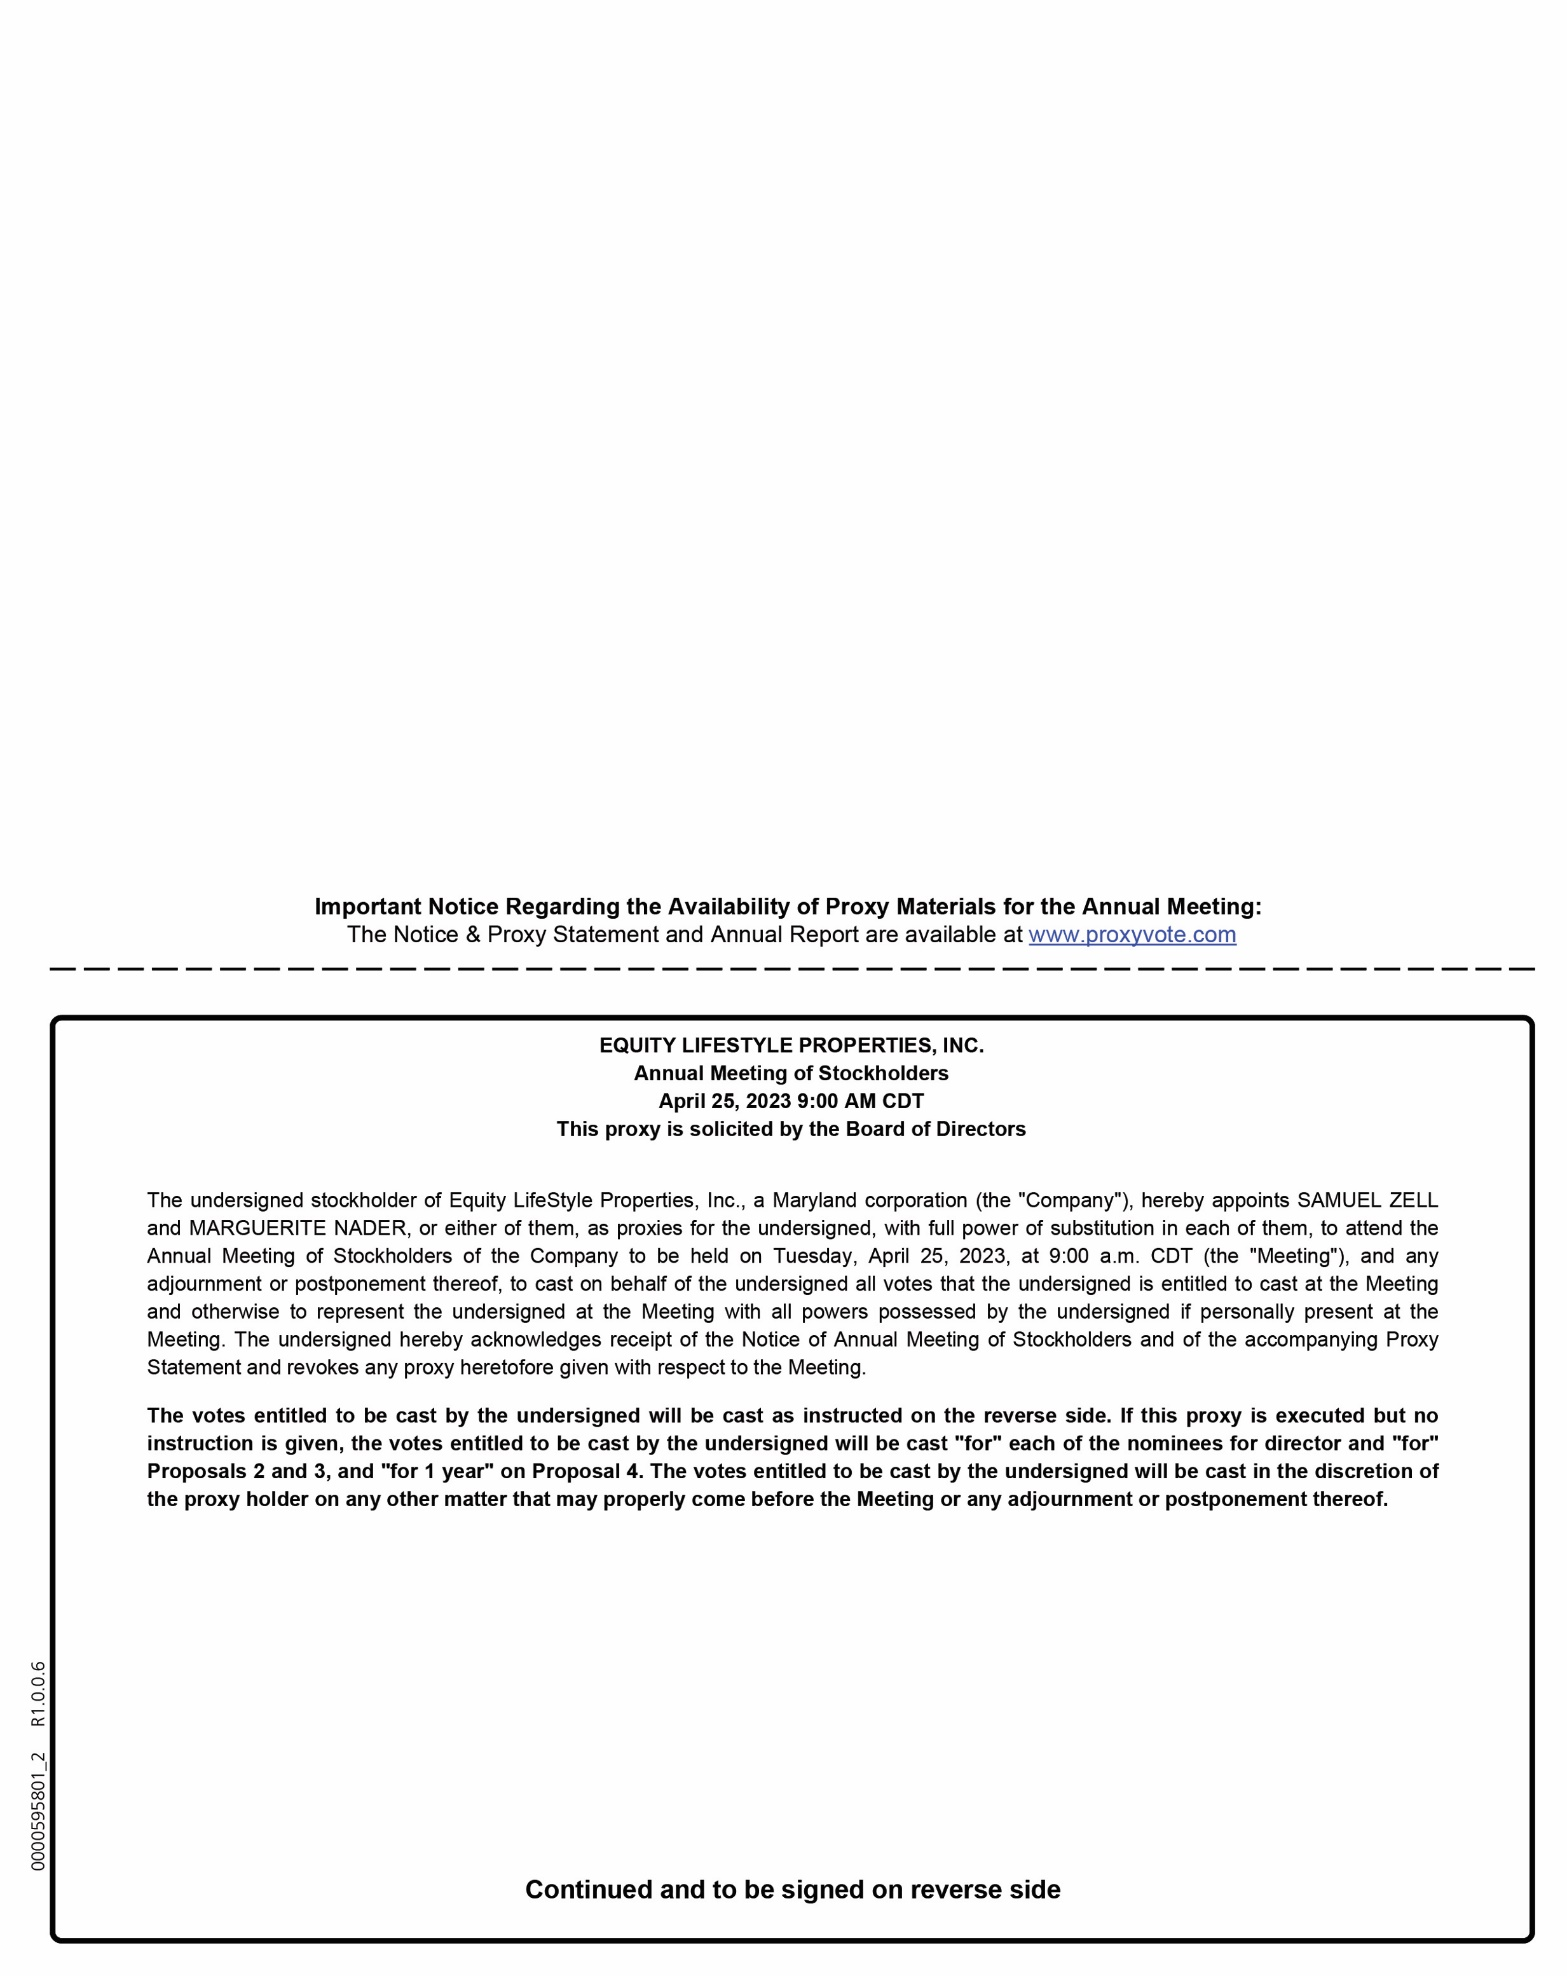 Important Notice Regarding the Availability of Proxy Materials for the Annual Meeting:
The Notice & Proxy Statement and Annual Report are available at www.proxyvote.com
EQUITY LIFESTYLE PROPERTIES, INC.
Annual Meeting of Stockholders
April 25, 2023 9:00 AM CDT
This proxy is solicited by the Board of Directors
The undersigned stockholder of Equity LifeStyle Properties, Inc., a Maryland corporation (the "Company"), hereby appoints SAMUEL ZELL
and MARGUERITE NADER, or either of them, as proxies for the undersigned, with full power of substitution in each of them, to attend the
Annual Meeting of Stockholders of the Company to be held on Tuesday, April 25, 2023, at 9:00 a.m. CDT (the "Meeting"), and any
adjournment or postponement thereof, to cast on behalf of the undersigned all votes that the undersigned is entitled to cast at the Meeting
and otherwise to represent the undersigned at the Meeting with all powers possessed by the undersigned if personally present at the
Meeting. The undersigned hereby acknowledges receipt of the Notice of Annual Meeting of Stockholders and of the accompanying Proxy
Statement and revokes any proxy heretofore given with respect to the Meeting.
The votes entitled to be cast by the undersigned will be cast as instructed on the reverse side. If this proxy is executed but no
instruction is given, the votes entitled to be cast by the undersigned will be cast "for" each of the nominees for director and "for"
Proposals 2 and 3, and "for 1 year" on Proposal 4. The votes entitled to be cast by the undersigned will be cast in the discretion of
the proxy holder on any other matter that may properly come before the Meeting or any adjournment or postponement thereof.
0000595801_2 R1.0.0.6
Continued and to be signed on reverse side